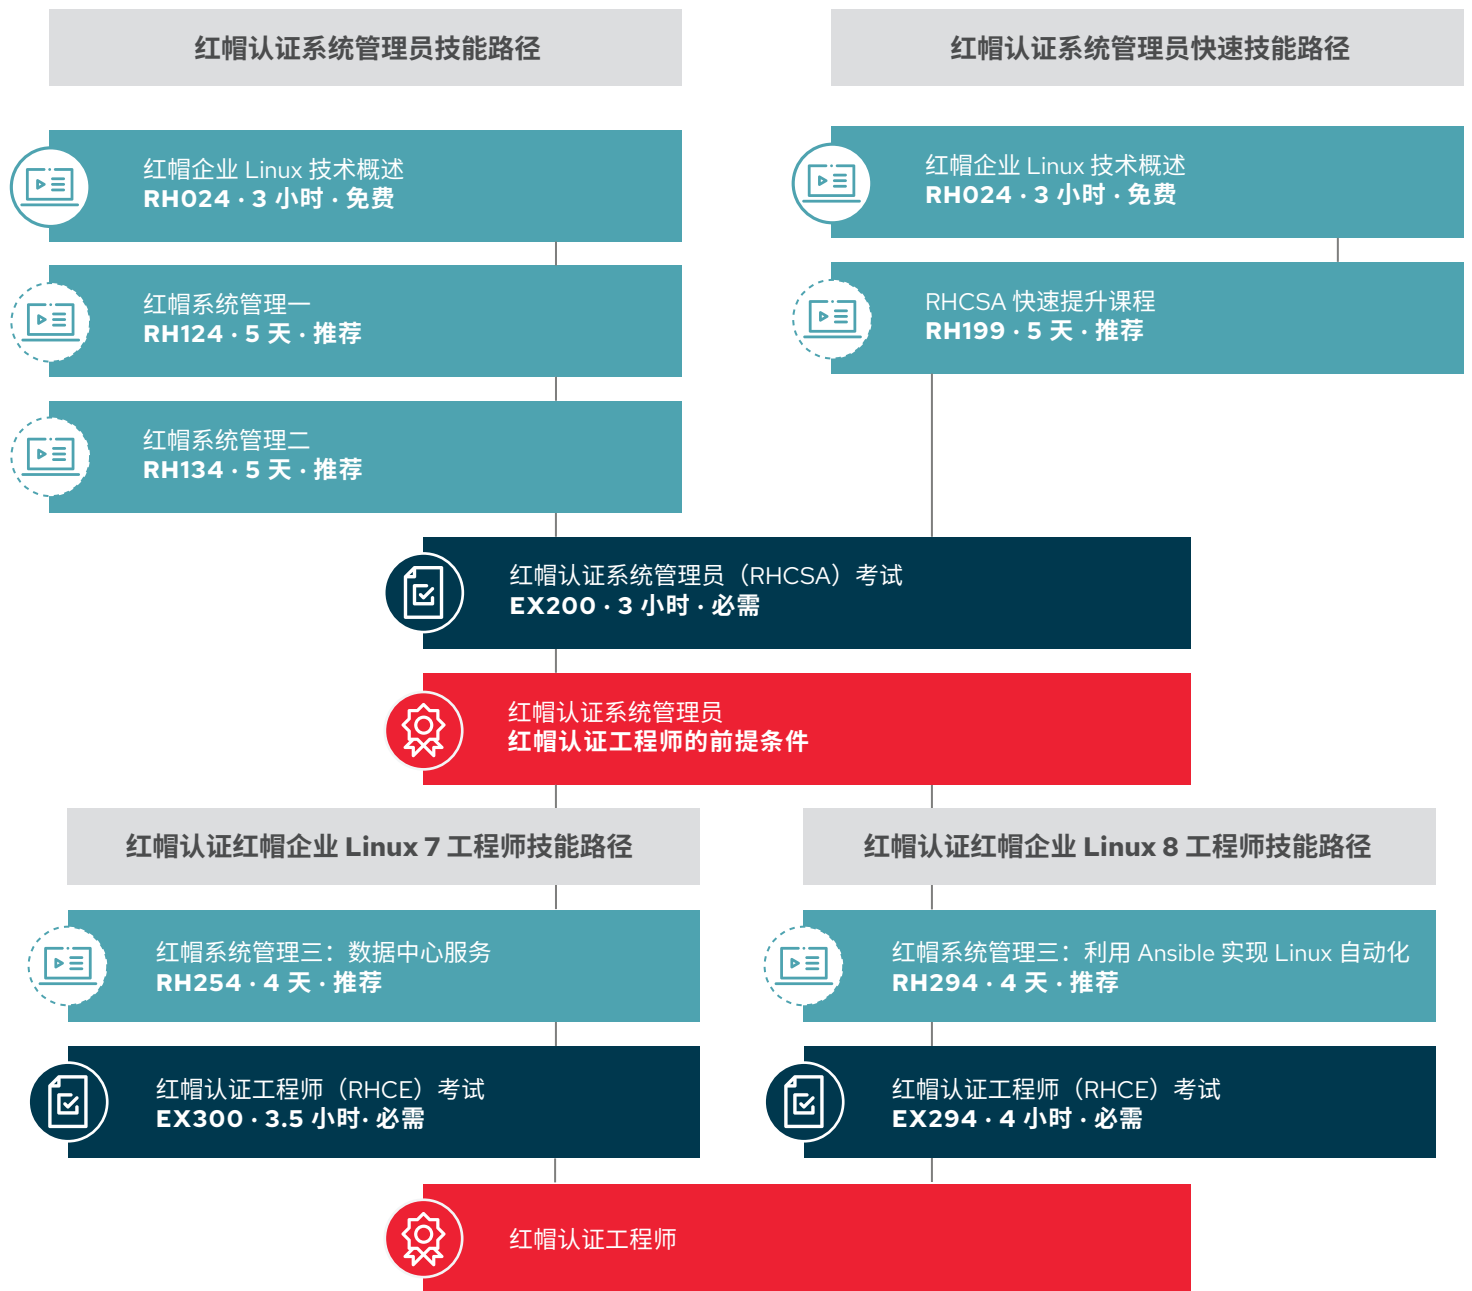 红帽认证系统管理员技能路径
红帽企业 Linux 技术概述
RH024 · 3 小时 · 免费
红帽系统管理一
RH124 · 5 天 · 推荐
红帽系统管理二
RH134 · 5 天 · 推荐
红帽认证系统管理员快速技能路径
红帽企业 Linux 技术概述
RH024 · 3 小时 · 免费
RHCSA 快速提升课程
RH199 · 5 天 · 推荐
红帽认证系统管理员（RHCSA）考试
EX200 · 3 小时 · 必需
红帽认证系统管理员
红帽认证工程师的前提条件
红帽认证红帽企业 Linux 7 工程师技能路径
红帽系统管理三：数据中心服务
RH254 · 4 天 · 推荐
红帽认证工程师（RHCE）考试
EX300 · 3.5 小时· 必需
红帽认证红帽企业 Linux 8 工程师技能路径
红帽系统管理三：利用 Ansible 实现 Linux 自动化
RH294 · 4 天 · 推荐
红帽认证工程师（RHCE）考试
EX294 · 4 小时 · 必需
红帽认证工程师